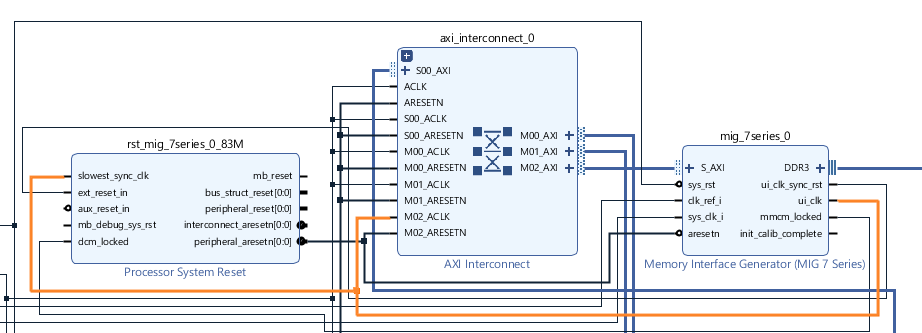 axi_interconnect_0
S00_AXI
ACLK
ARESETN
S00_ACLK
S00_ARESETN
M00_ACLK
M00_ARESETN
M01_ACLK
M01_ARESETN
M02_ACLK
M02_ARESETN
M00_AXI
M01_AXI
M02_AXI
AXI Interconnect
rst_mig_7series_0_83M
slowest_sync_clk
ext_reset_in
aux_reset_in
mb_debug_sys_rst
dcm_locked
mb_reset
bus_struct_reset[0:0]
peripheral_reset[0:0]
interconnect_aresetn[0:0]
peripheral_aresetn[0:0]
Processor System Reset
mig_7series_0
S_AXI
sys_rst
clk_ref_i
sys_clk_i
aresetn
DDR3
ui_clk_sync_rst
ui_clk
mmcm_locked
init_calib_complete
Memory Interface Generator (MIG 7 Series)